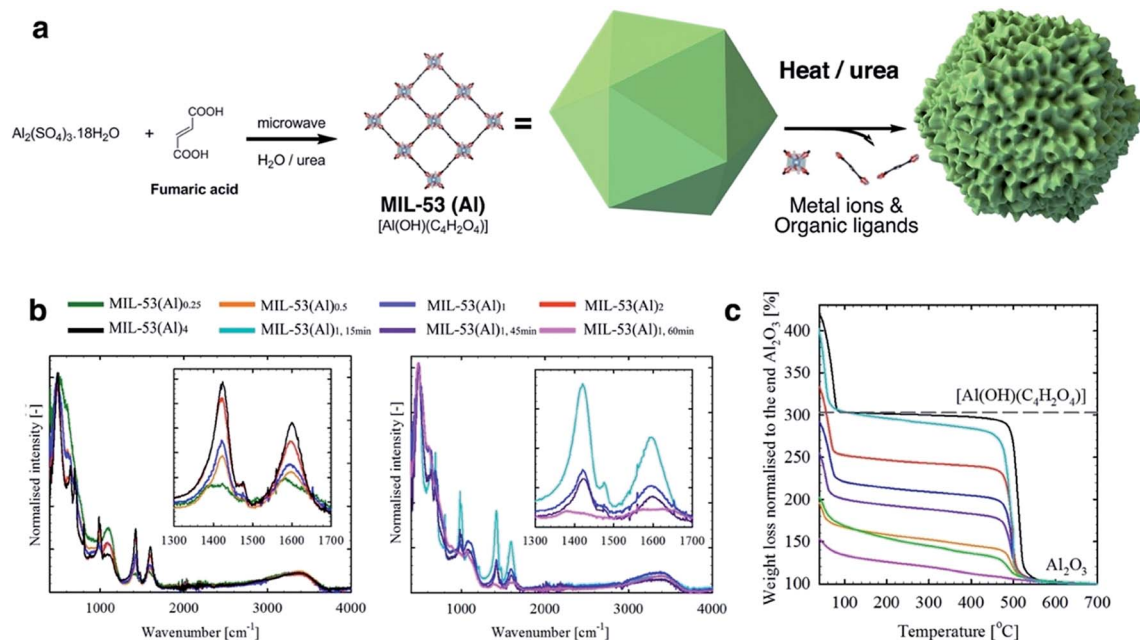 a
Al₂(SO₄)₃.18H₂O
+
COOH
COOH
Fumaric acid
microwave
H₂O / urea
MIL-53 (Al)
[Al(OH)(C₄H₂O₄)]
=
Heat / urea
Metal ions &
Organic ligands
b
MIL-53(Al)0.25
MIL-53(Al)0.5
MIL-53(Al)1
MIL-53(Al)2
MIL-53(Al)4
MIL-53(Al)1, 15min
MIL-53(Al)1, 45min
MIL-53(Al)1, 60min
Normalised intensity [-]
1300 1400 1500 1600 1700
1000 2000 3000 4000
Wavenumber [cm⁻¹]
Normalised intensity [-]
1300 1400 1500 1600 1700
1000 2000 3000 4000
Wavenumber [cm⁻¹]
c
Weight loss normalised to the end Al₂O₃ [%]
400
350
300
250
200
150
100
[Al(OH)(C₄H₂O₄)]
Al₂O₃
100 200 300 400 500 600 700
Temperature [°C]